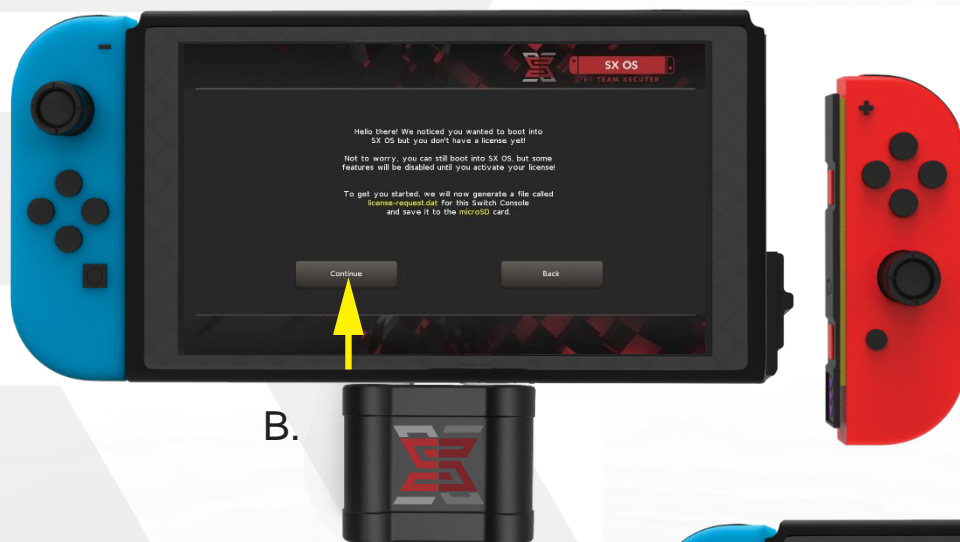 SX OS
BY TEAM XECUTER
Hello there! We noticed you wanted to boot into
SX OS but you don't have a license yet!
Not to worry, you can still boot into SX OS, but some
features will be disabled until you activate your license!
To get you started, we will now generate a file called
license-request.dat for this Switch Console
and save it to the microSD card.
Continue
Back
B.